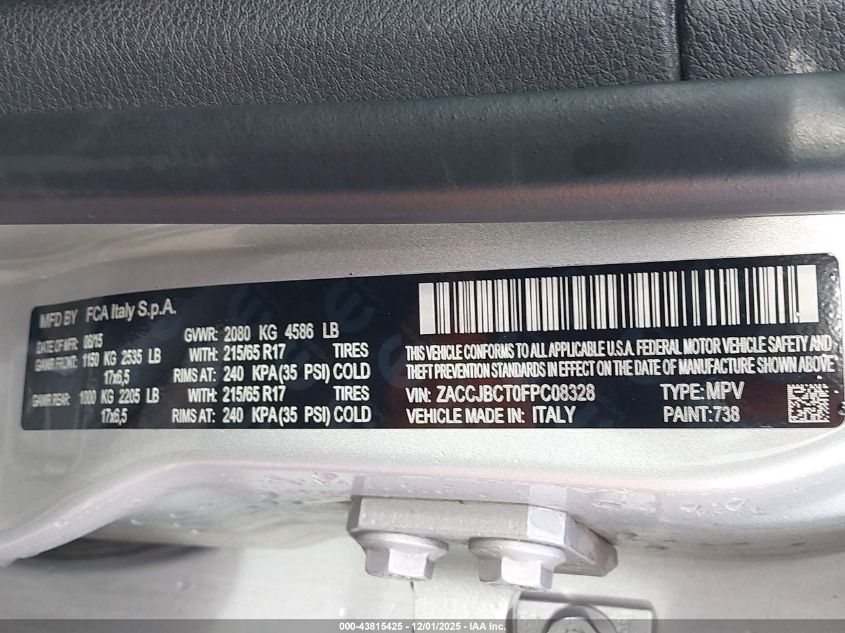 MFD BY FCA Italy S.p.A.
DATE OF MFR: 09/15 GVWR: 2080 KG 4586 LB
GAWR FRONT: 1150 KG 2535 LB WITH: 215/65 R17 TIRES
17x6,5 RIMS AT: 240 KPA(35 PSI) COLD
GAWR REAR: 1000 KG 2205 LB WITH: 215/65 R17 TIRES
17x6,5 RIMS AT: 240 KPA(35 PSI) COLD
THIS VEHICLE CONFORMS TO ALL APPLICABLE U.S.A. FEDERAL MOTOR VEHICLE SAFETY AND
THEFT PREVENTION STANDARDS IN EFFECT ON THE DATE OF MANUFACTURE SHOWN ABOVE.
VIN: ZACCJBCT0FPC08328 TYPE: MPV
VEHICLE MADE IN: ITALY PAINT: 738
000-43815425 - 12/01/2025 - IAA Inc.